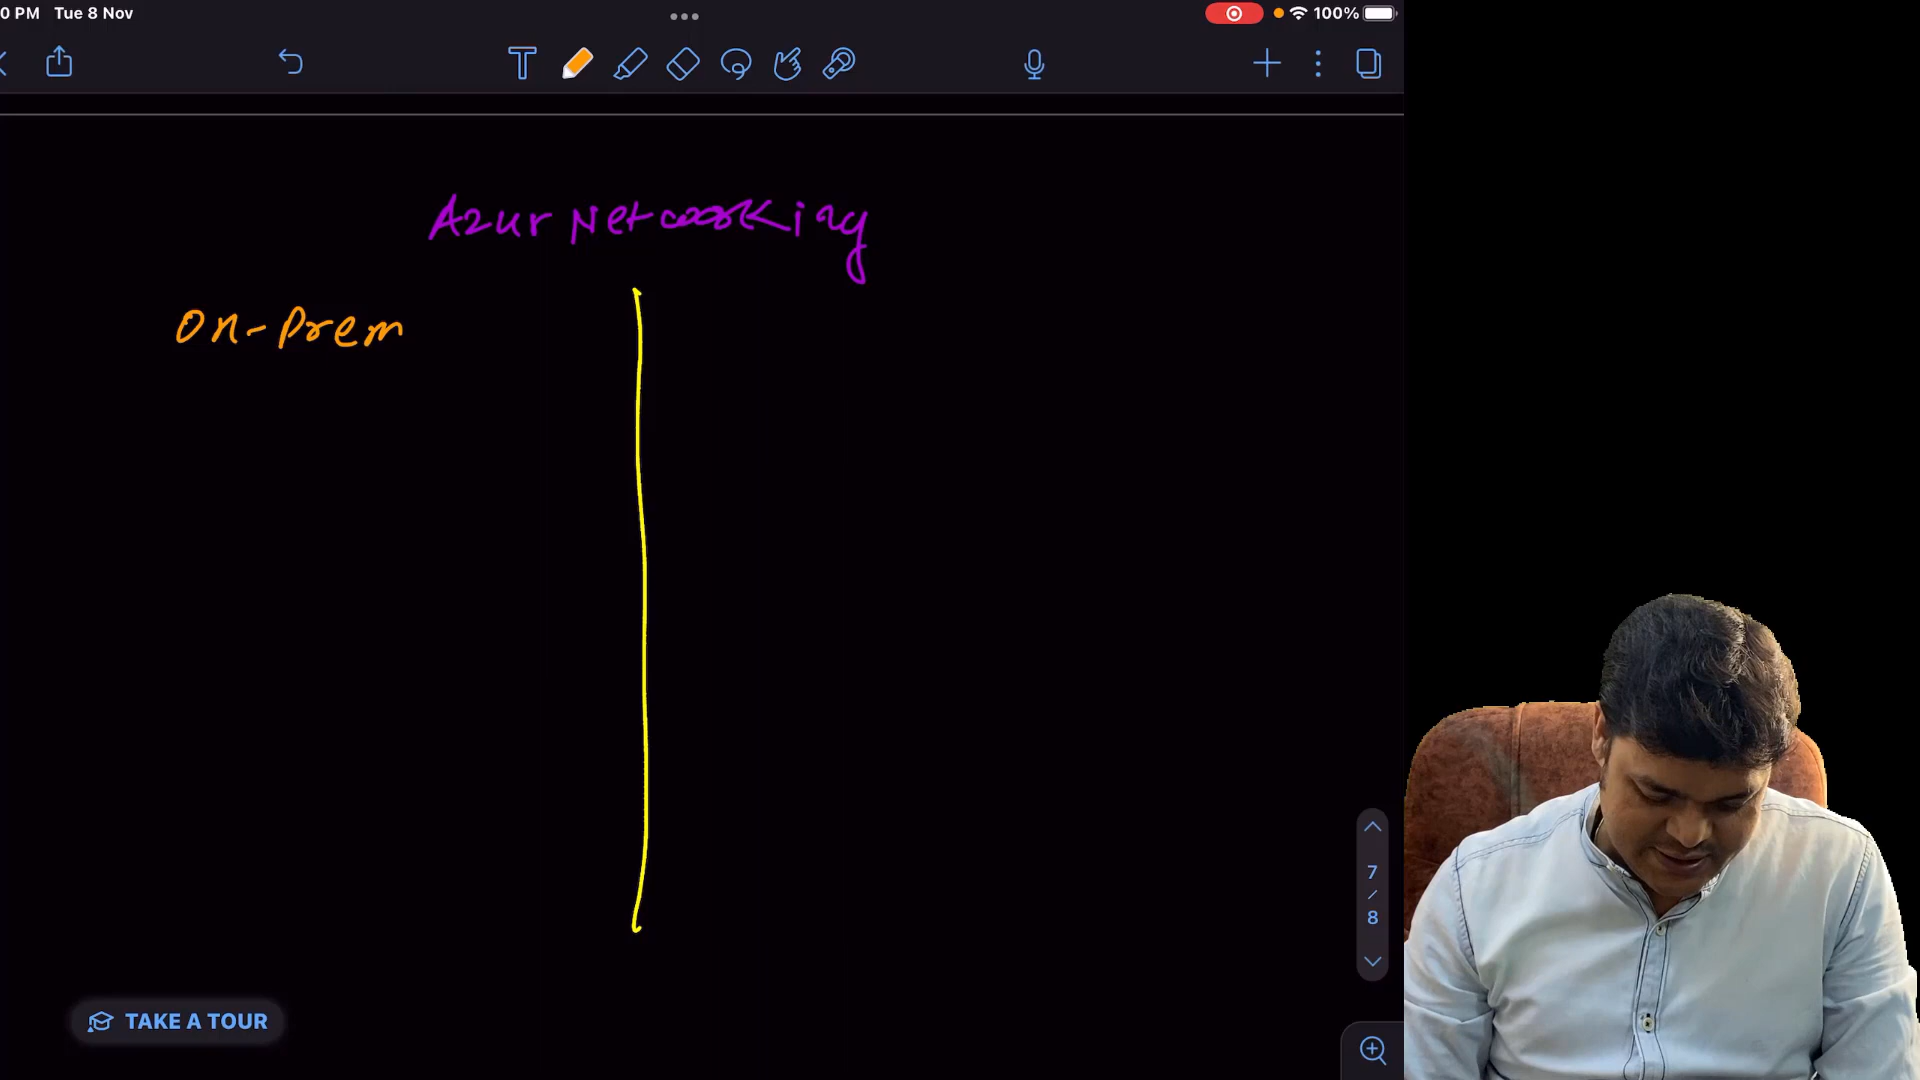 0 PM Tue 8 Nov
100%
Azur Networking
On-Prem
7
/
8
TAKE A TOUR